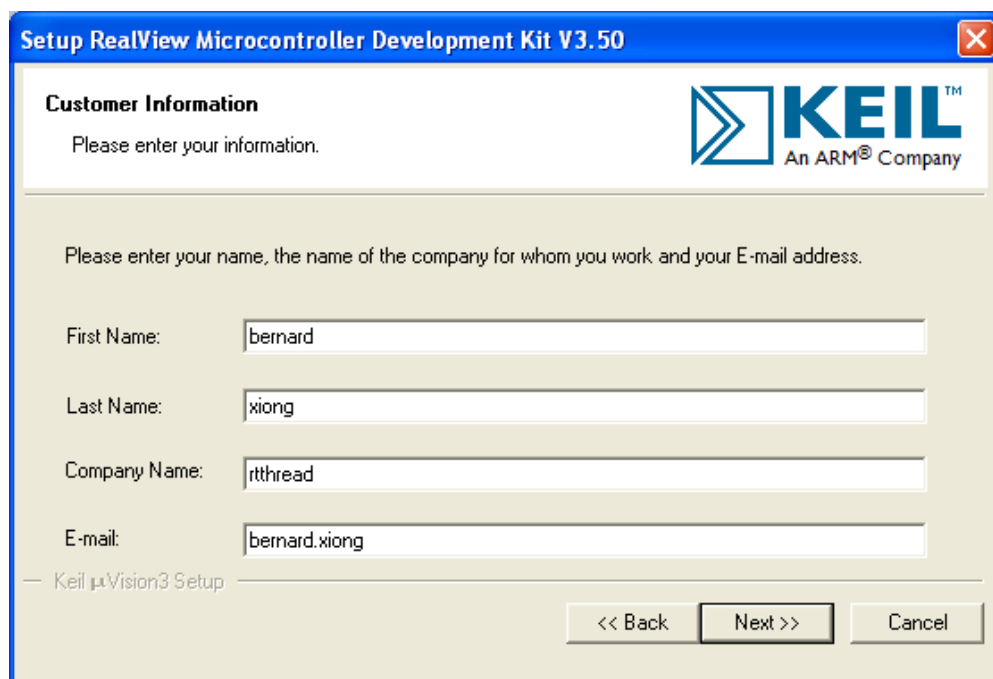 Setup RealView Microcontroller Development Kit V3.50
Customer Information
Please enter your information.
KEIL™
An ARM® Company
Please enter your name, the name of the company for whom you work and your E-mail address.
First Name: bernard
Last Name: xiong
Company Name: rtthread
E-mail: bernard.xiong
Keil µVision3 Setup
<< Back Next >> Cancel